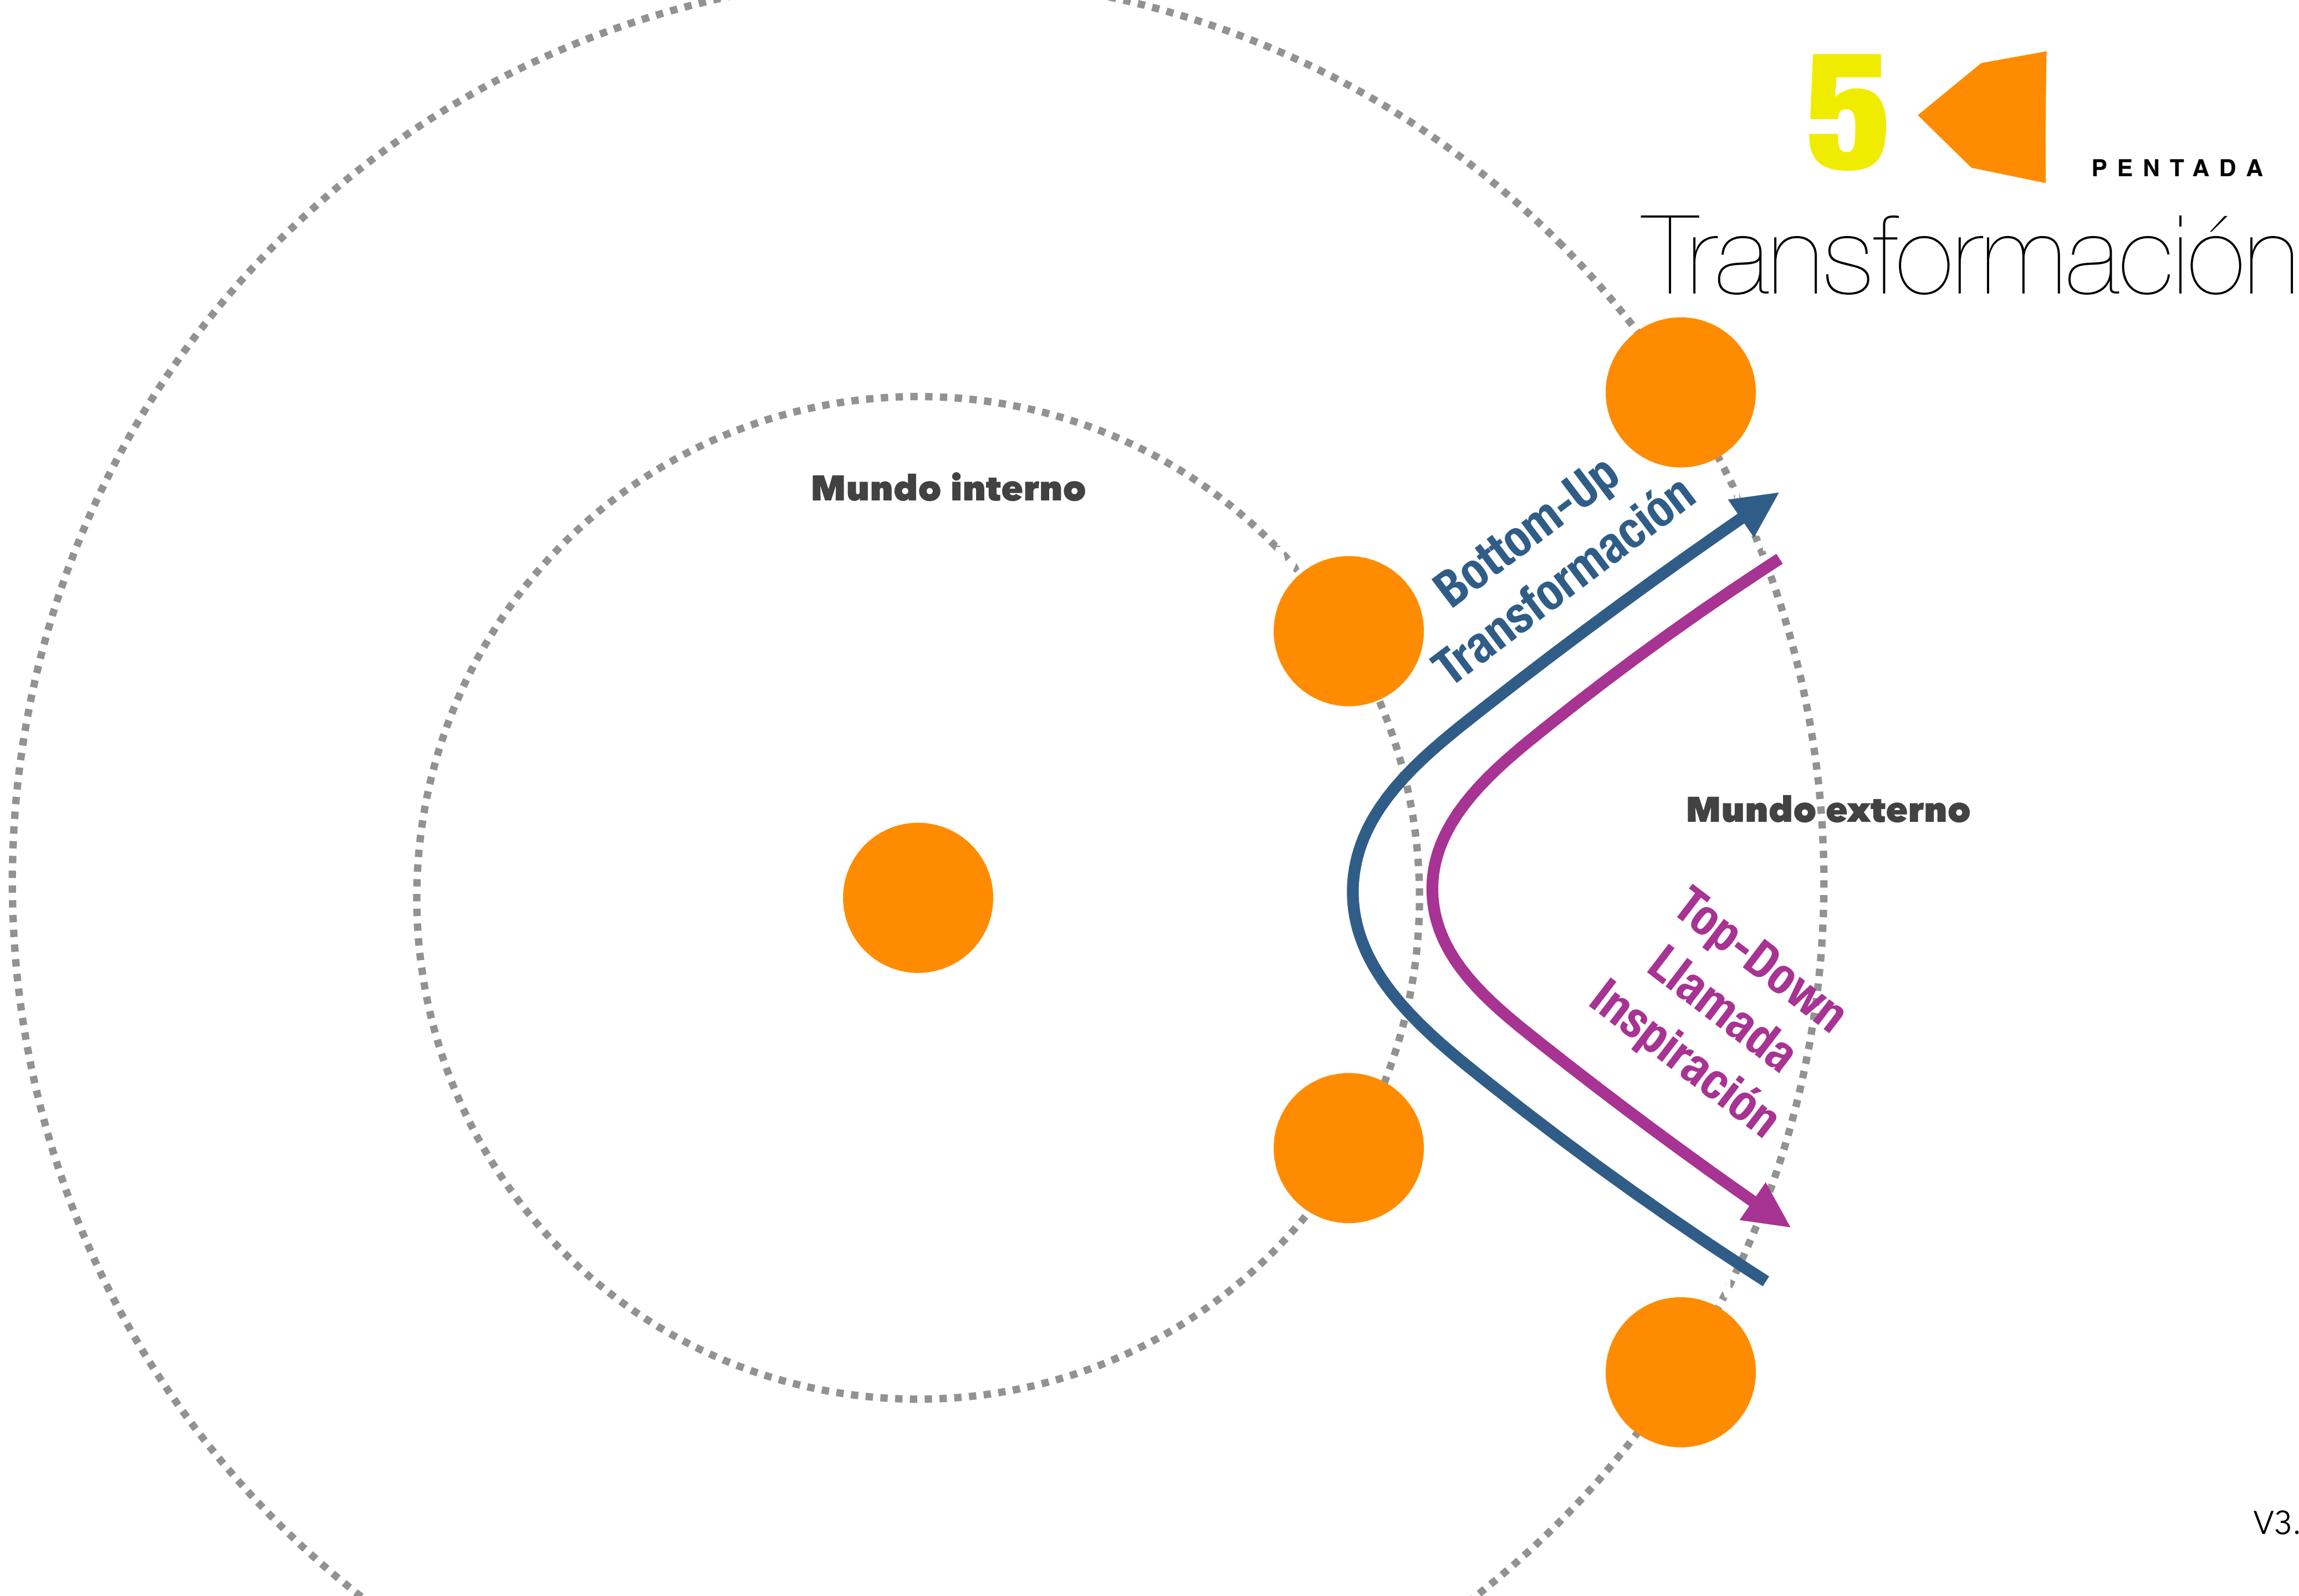 5
PENTADA
Transformación
Mundo interno
Bottom-Up
Transformación
Mundo externo
Top-Down
Llamada
Inspiración
V3.